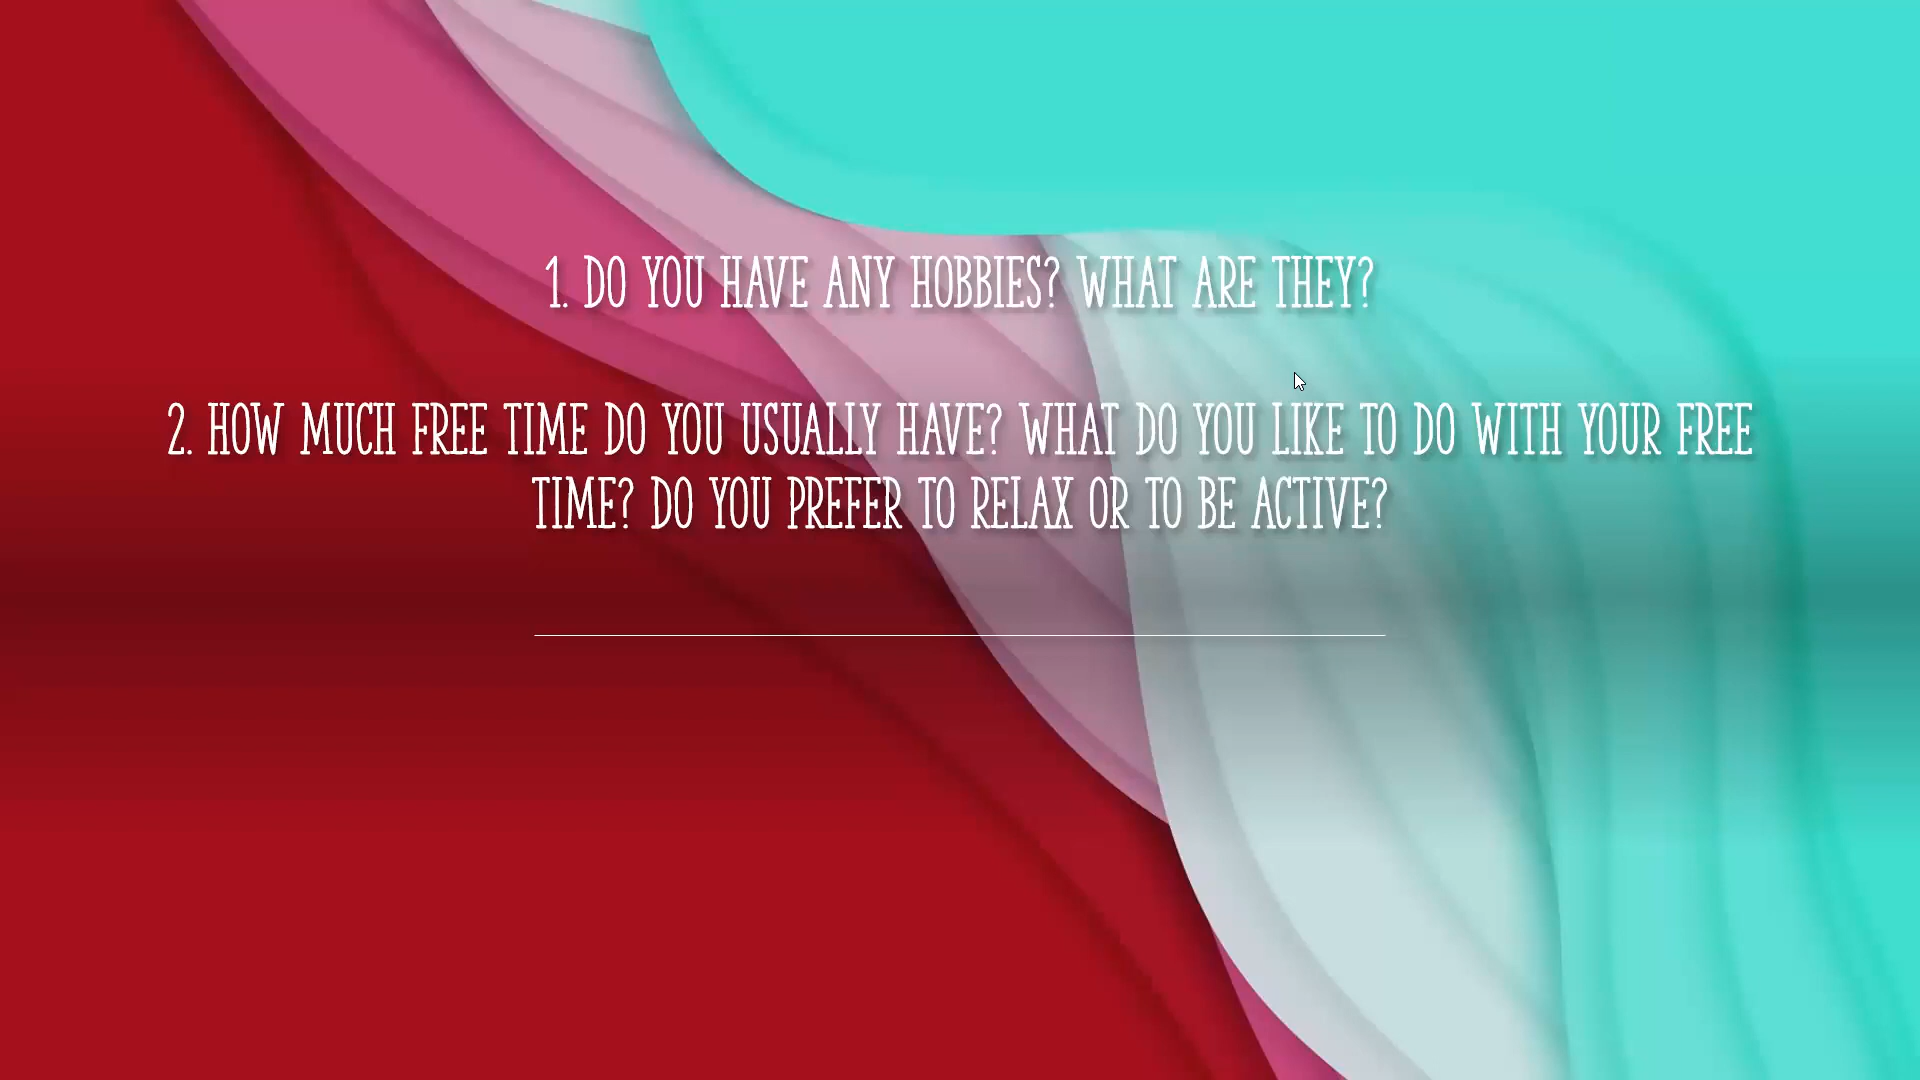 1. DO YOU HAVE ANY HOBBIES? WHAT ARE THEY?
2. HOW MUCH FREE TIME DO YOU USUALLY HAVE? WHAT DO YOU LIKE TO DO WITH YOUR FREE
TIME? DO YOU PREFER TO RELAX OR TO BE ACTIVE?